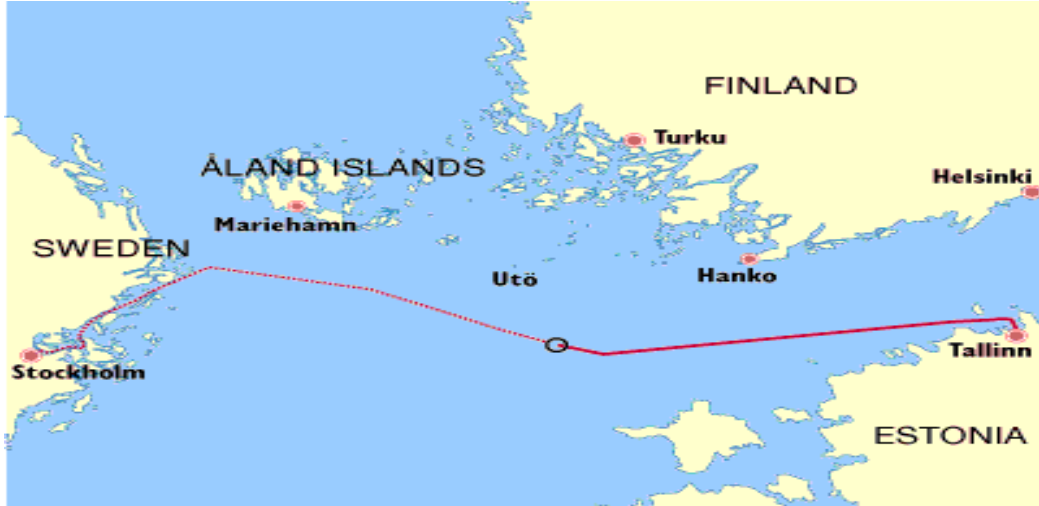 FINLAND
Turku
ÅLAND ISLANDS
Helsinki
Mariehamn
SWEDEN
Utö
Hanko
Tallinn
Stockholm
ESTONIA